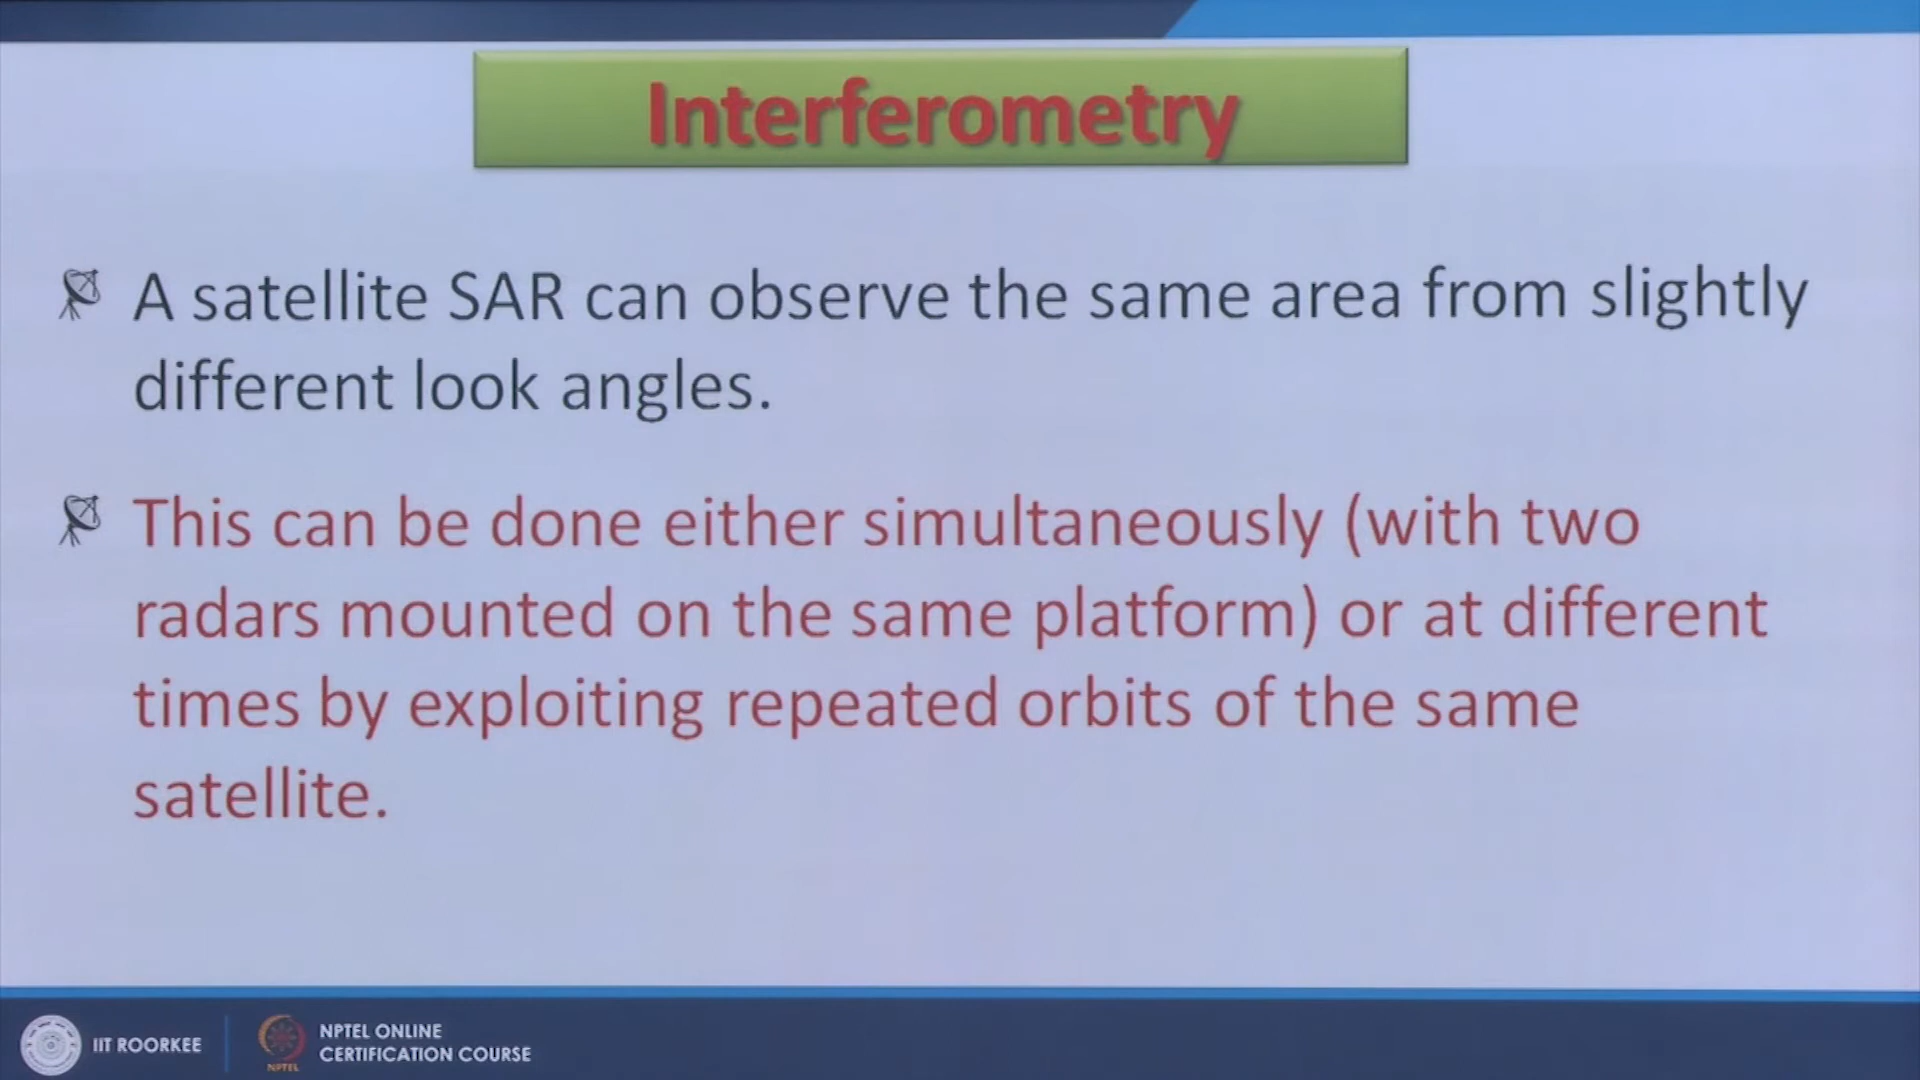 Interferometry
A satellite SAR can observe the same area from slightly
different look angles.
This can be done either simultaneously (with two
radars mounted on the same platform) or at different
times by exploiting repeated orbits of the same
satellite.
IIT ROORKEE
NPTEL
NPTEL ONLINE
CERTIFICATION COURSE